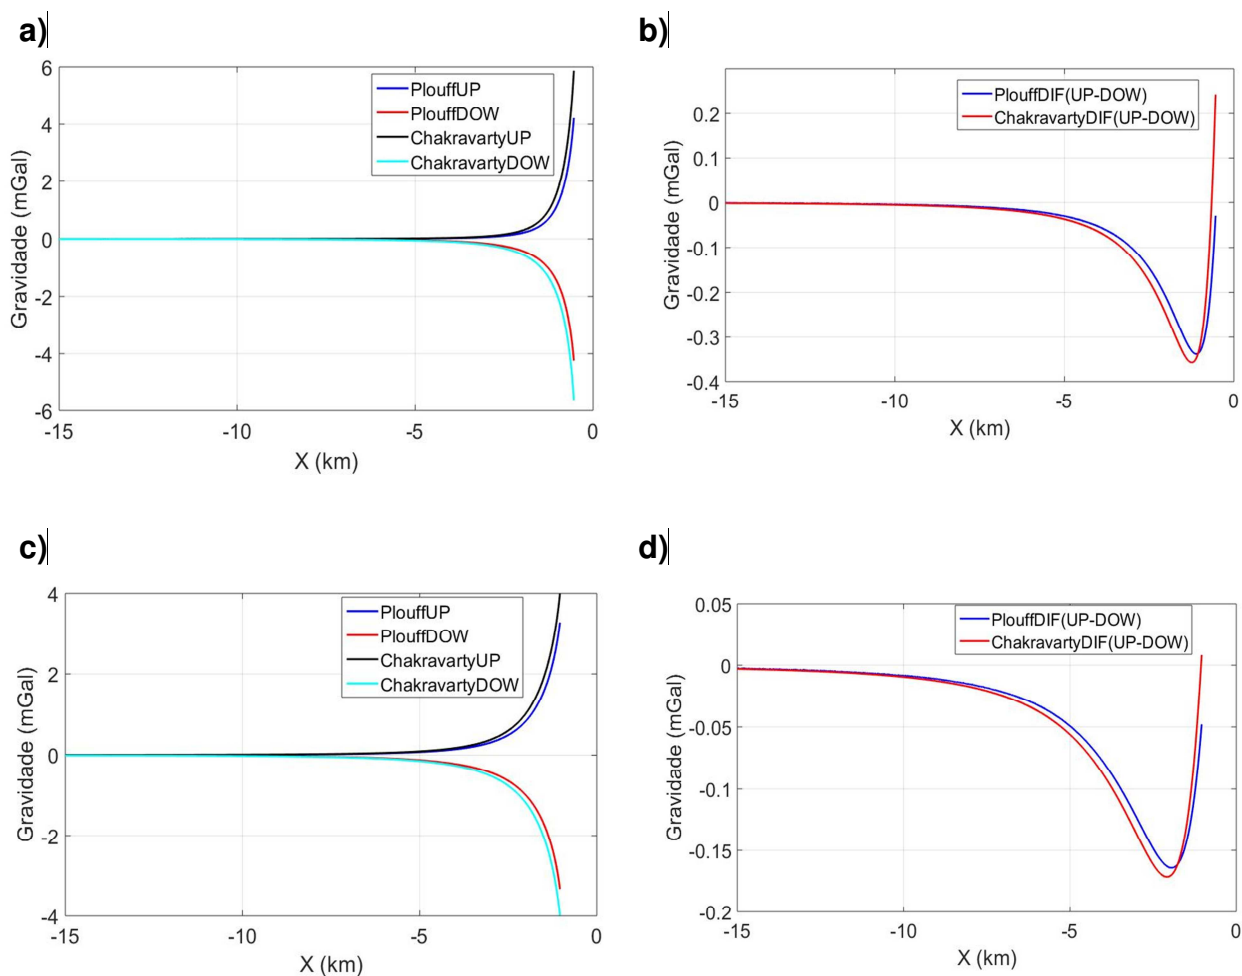 a)
6
4
2
0
-2
-4
-6
-15
-10
-5
0
Gravidade (mGal)
X (km)
PlouffUP
PlouffDOW
ChakravartyUP
ChakravartyDOW
b)
0.2
0.1
0
-0.1
-0.2
-0.3
-0.4
-15
-10
-5
0
Gravidade (mGal)
X (km)
PlouffDIF(UP-DOW)
ChakravartyDIF(UP-DOW)
c)
4
2
0
-2
-4
-15
-10
-5
0
Gravidade (mGal)
X (km)
PlouffUP
PlouffDOW
ChakravartyUP
ChakravartyDOW
d)
0.05
0
-0.05
-0.1
-0.15
-0.2
-15
-10
-5
0
Gravidade (mGal)
X (km)
PlouffDIF(UP-DOW)
ChakravartyDIF(UP-DOW)